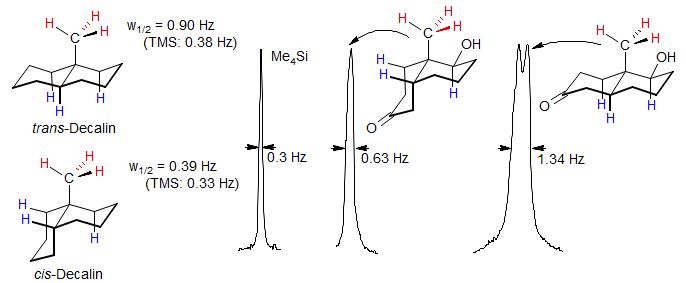 H
H
C
H
H
H
H
trans-Decalin
w1/2 = 0.90 Hz
(TMS: 0.38 Hz)
H
H
C
H
H
H
H
cis-Decalin
w1/2 = 0.39 Hz
(TMS: 0.33 Hz)
Me4Si
0.3 Hz
0.63 Hz
H
C
H
H
OH
H
H
H
O
1.34 Hz
H
C
H
H
OH
H
H
H
O